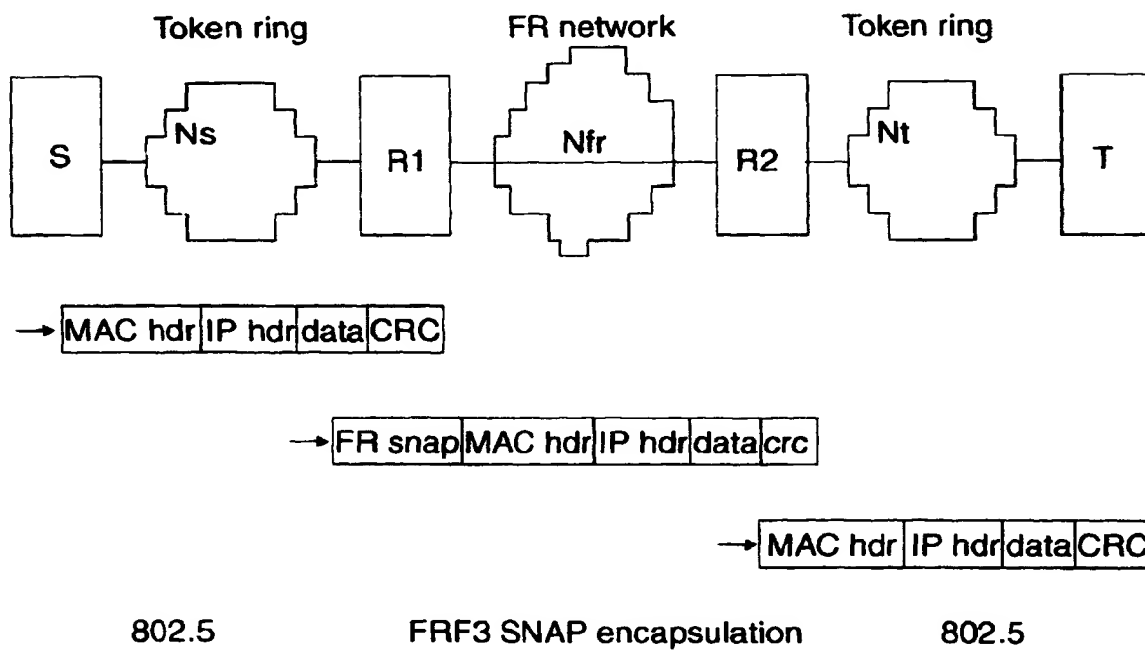 Token ring FR network Token ring
S Ns R1 Nfr R2 Nt T
MAC hdr IP hdr data CRC
FR snap MAC hdr IP hdr data crc
MAC hdr IP hdr data CRC
802.5 FRF3 SNAP encapsulation 802.5